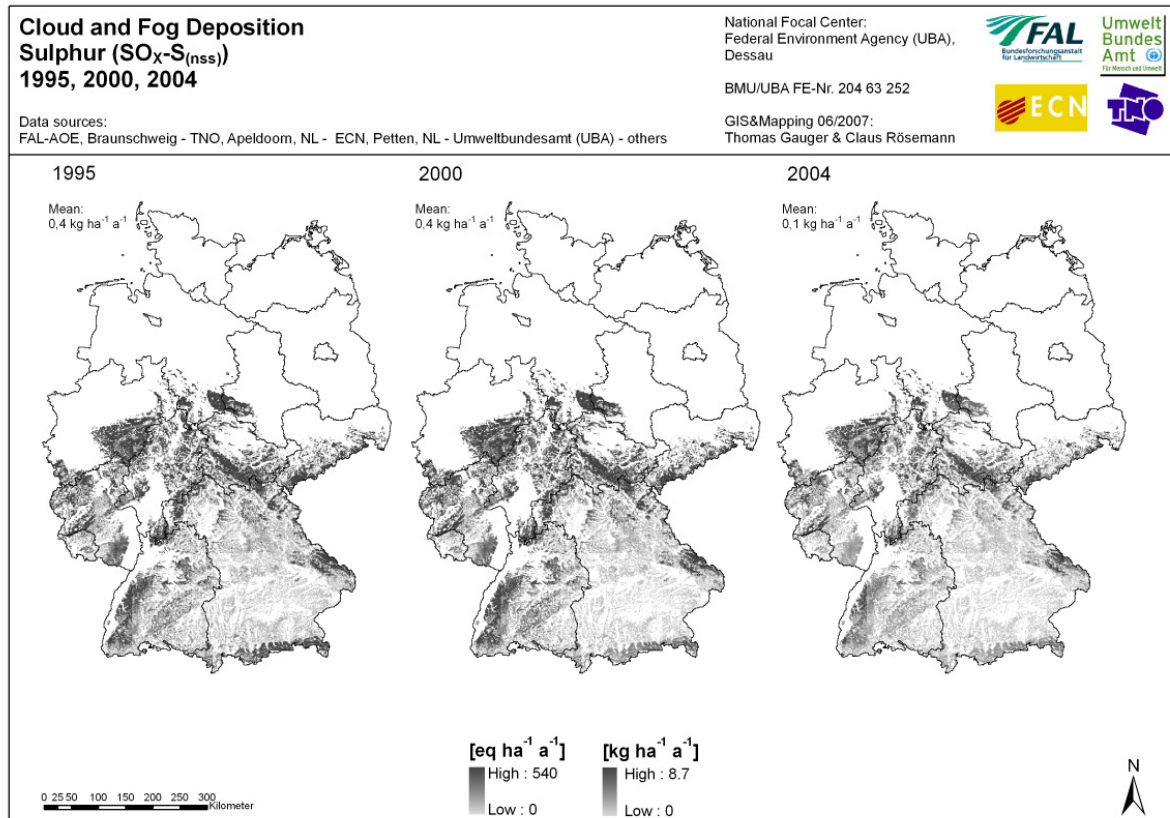 Cloud and Fog Deposition
Sulphur (SOX-S(nss))
1995, 2000, 2004
Data sources:
FAL-AOE, Braunschweig - TNO, Apeldoorn, NL - ECN, Petten, NL - Umweltbundesamt (UBA) - others
National Focal Center:
Federal Environment Agency (UBA),
Dessau
BMU/UBA FE-Nr. 204 63 252
GIS&Mapping 06/2007:
Thomas Gauger & Claus Rösemann
FAL
Bundesforschungsanstalt
für Landwirtschaft
Umwelt
Bundes
Amt
Für Mensch und Umwelt
ECN
TNO
1995
Mean:
0,4 kg ha⁻¹ a⁻¹
2000
Mean:
0,4 kg ha⁻¹ a⁻¹
2004
Mean:
0,1 kg ha⁻¹ a⁻¹
[eq ha⁻¹ a⁻¹]
High : 540
Low : 0
[kg ha⁻¹ a⁻¹]
High : 8.7
Low : 0
0 25 50 100 150 200 250 300
Kilometer
N